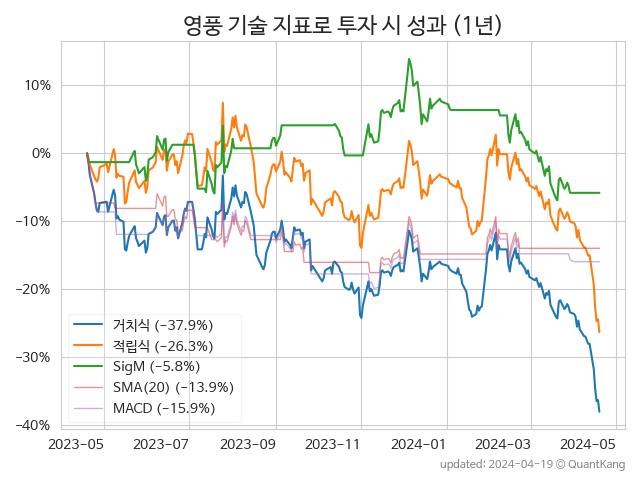 영풍 기술 지표로 투자 시 성과 (1년)
10%
0%
−10%
−20%
−30%
−40%
거치식 (−37.9%)
적립식 (−26.3%)
SigM (−5.8%)
SMA(20) (−13.9%)
MACD (−15.9%)
2023-05 2023-07 2023-09 2023-11 2024-01 2024-03 2024-05
updated: 2024-04-19 © QuantKang